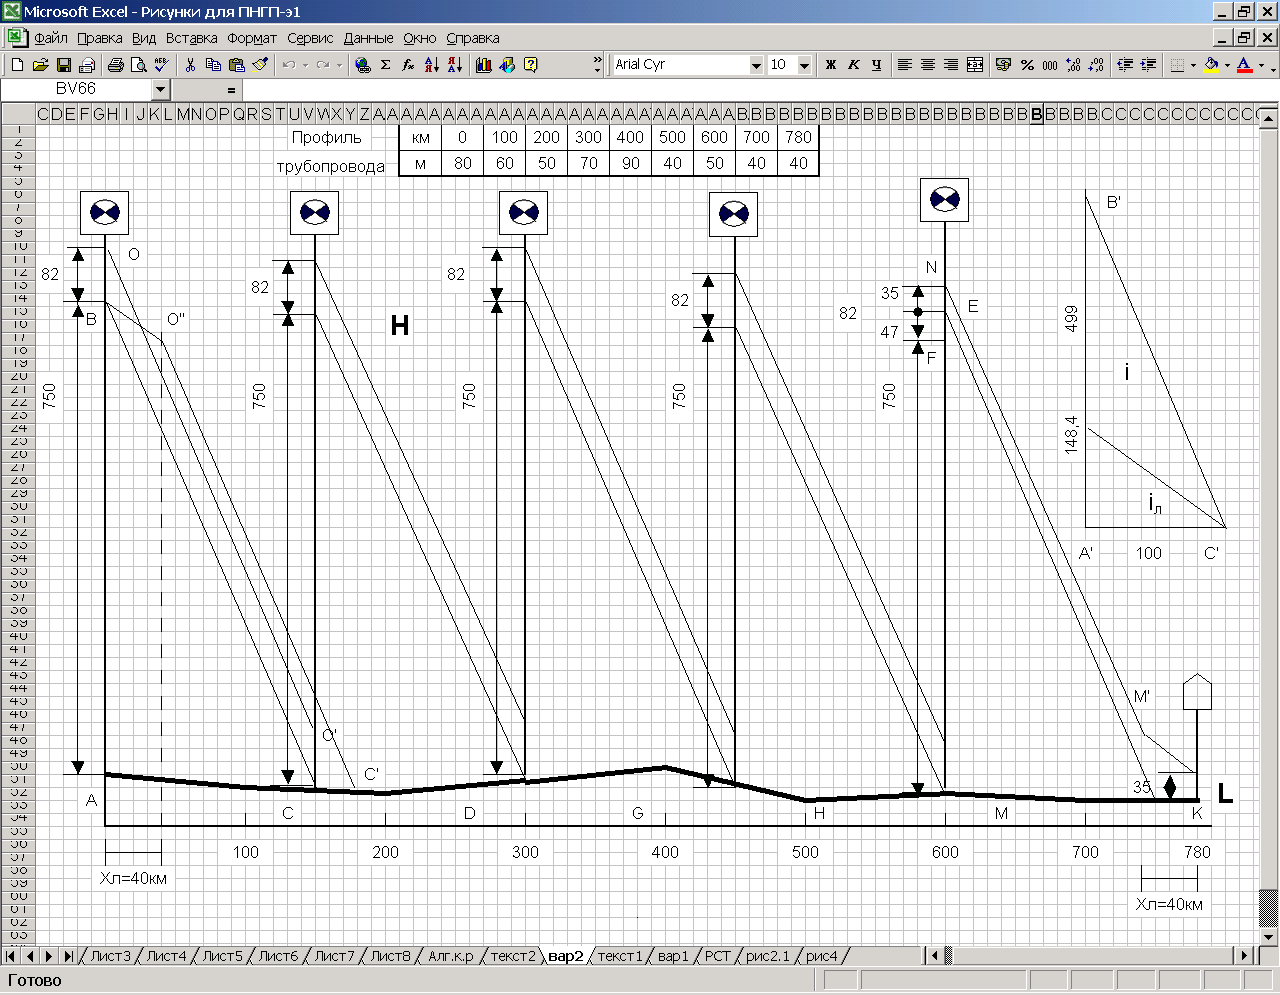 Microsoft Excel - Рисунки для ПНГП-э1
Файл Правка Вид Вставка Формат Сервис Данные Окно Справка
Arial Cyr 10 Ж К Ч % 000
BV66 =
Профиль км 0 100 200 300 400 500 600 700 780
трубопровода м 80 60 50 70 90 40 50 40 40
O
82
B
O''
750
82
H
750
82
750
82
750
N
35
82
E
47
F
750
B'
499
i
148,4
iл
A' 100 C'
M'
O'
C'
35
L
A C D G H M K
100 200 300 400 500 600 700 780
Xл=40км
Xл=40км
Лист3 Лист4 Лист5 Лист6 Лист7 Лист8 Алг.к.р текст2 вар2 текст1 вар1 РСТ рис2.1 рис4
Готово